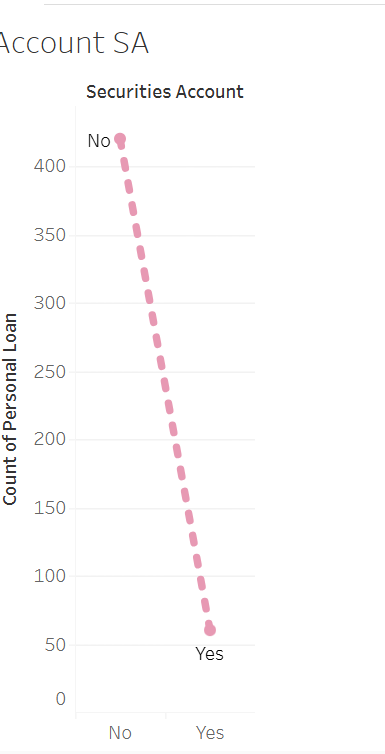 Account SA
Securities Account
No
400
350
300
250
200
150
100
50
0
Count of Personal Loan
Yes
No
Yes